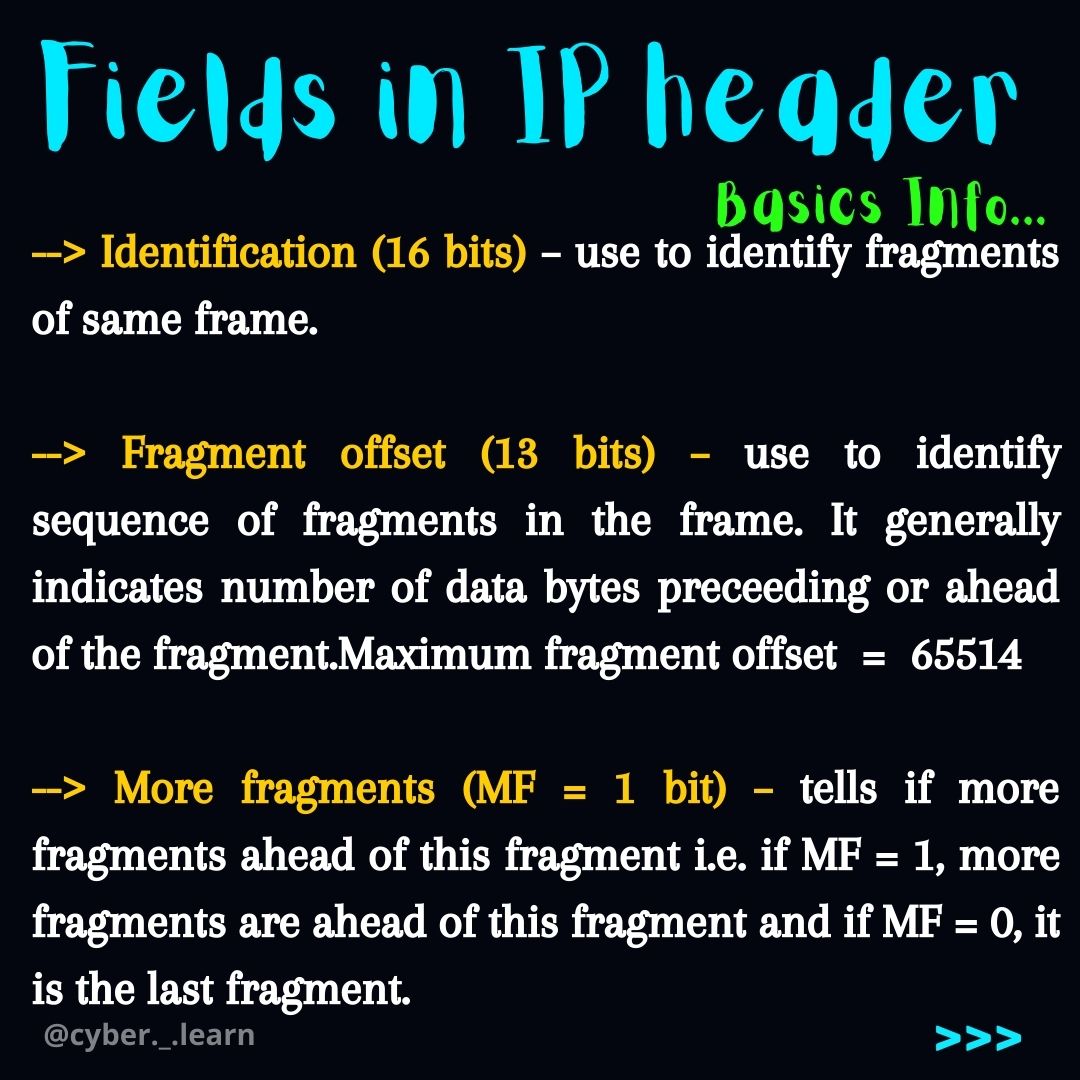 Fields in IP header
Basics Info...
--> Identification (16 bits) – use to identify fragments
of same frame.
--> Fragment offset (13 bits) – use to identify
sequence of fragments in the frame. It generally
indicates number of data bytes preceeding or ahead
of the fragment.Maximum fragment offset = 65514
--> More fragments (MF = 1 bit) – tells if more
fragments ahead of this fragment i.e. if MF = 1, more
fragments are ahead of this fragment and if MF = 0, it
is the last fragment.
@cyber._.learn
>>>